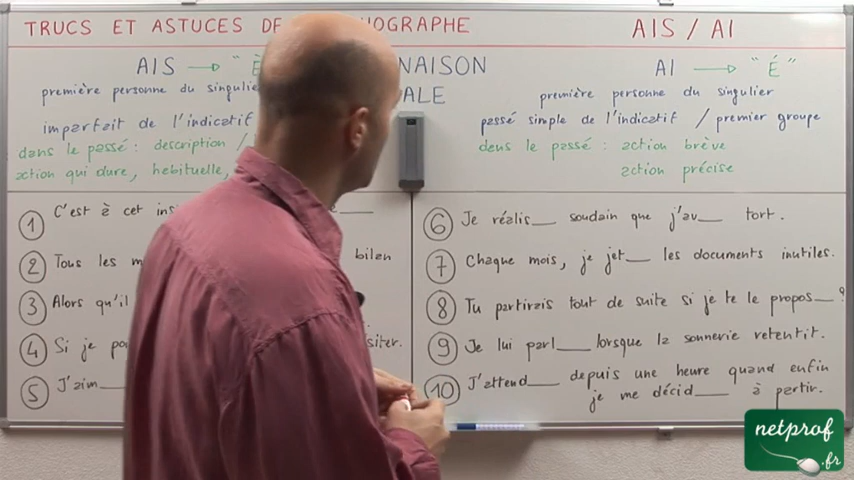 TRUCS ET ASTUCES DE
AIS / AI
AIS → "È
première personne du singulie
imparfait de l'indicatif
dans le passé : description /
action qui dure, habituelle,
AI → "É"
première personne du singulier
passé simple de l'indicatif / premier groupe
dans le passé : action brève
action précise
1 C'est à cet ins
2 Tous les m bilan
3 Alors qu'il
4 Si je po siter.
5 J'aim__
6 Je réalis__ soudain que j'av__ tort.
7 Chaque mois, je jet__ les documents inutiles.
8 Tu partirais tout de suite si je te le propos__ ?
9 Je lui parl__ lorsque la sonnerie retentit.
10 J'attend__ depuis une heure quand enfin
je me décid__ à partir.
netprof
.fr